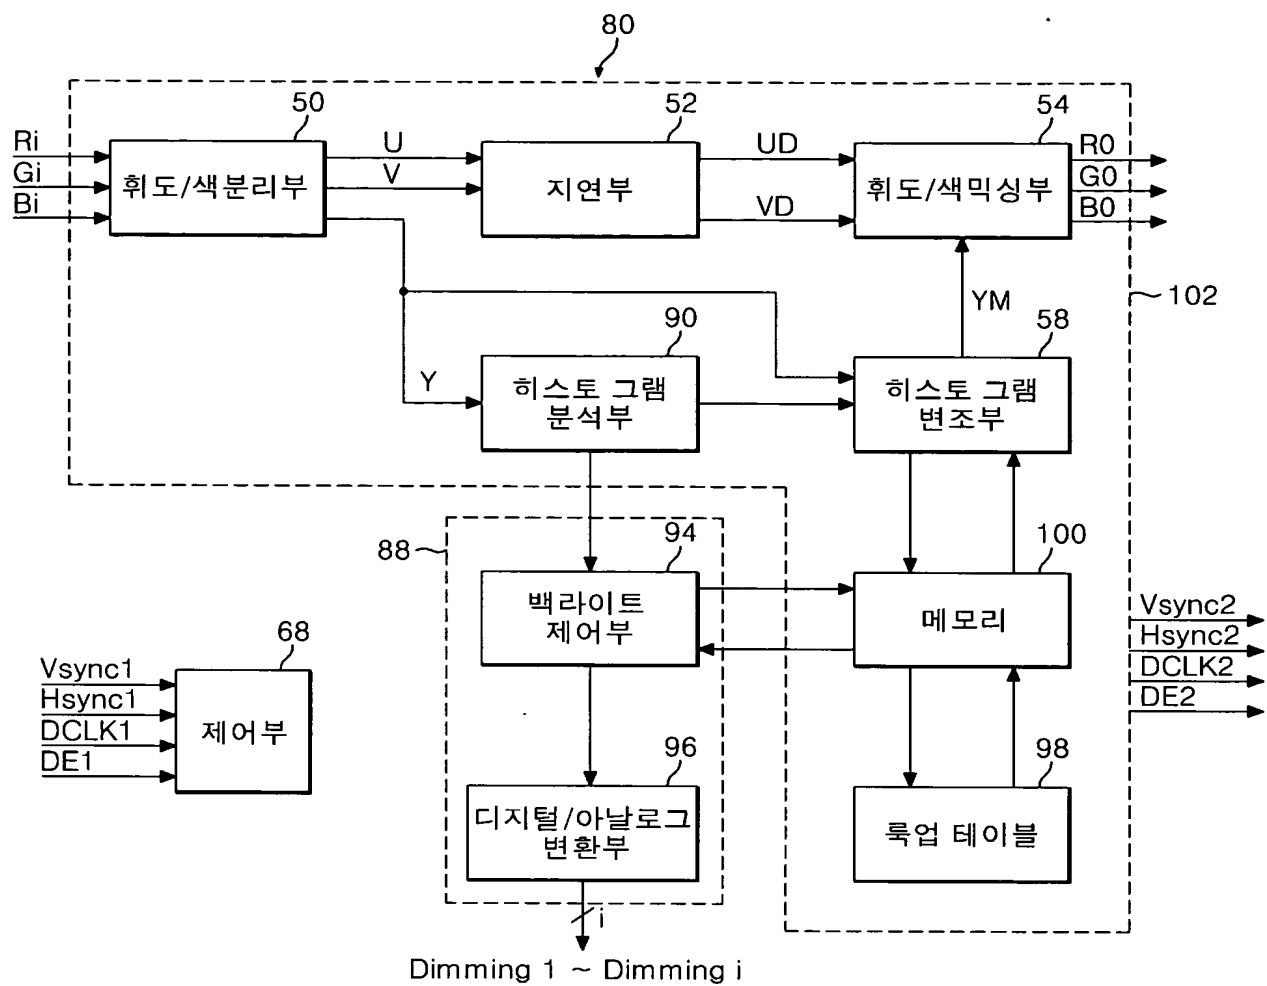 80
50
52
54
Ri
Gi
Bi
휘도/색분리부
U
V
지연부
UD
VD
휘도/색믹싱부
R0
G0
B0
YM
102
90
58
Y
히스토 그램
분석부
히스토 그램
변조부
88
94
100
백라이트
제어부
메모리
Vsync2
Hsync2
DCLK2
DE2
68
Vsync1
Hsync1
DCLK1
DE1
제어부
96
98
디지털/아날로그
변환부
룩업 테이블
i
Dimming 1 ~ Dimming i